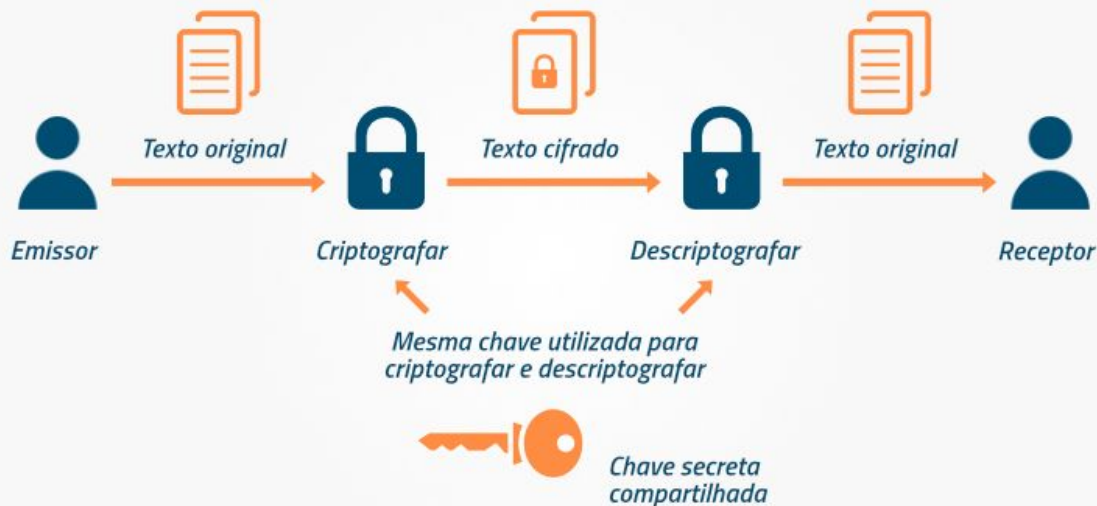 Texto original
Texto cifrado
Texto original
Emissor
Criptografar
Descriptografar
Receptor
Mesma chave utilizada para
criptografar e descriptografar
Chave secreta
compartilhada